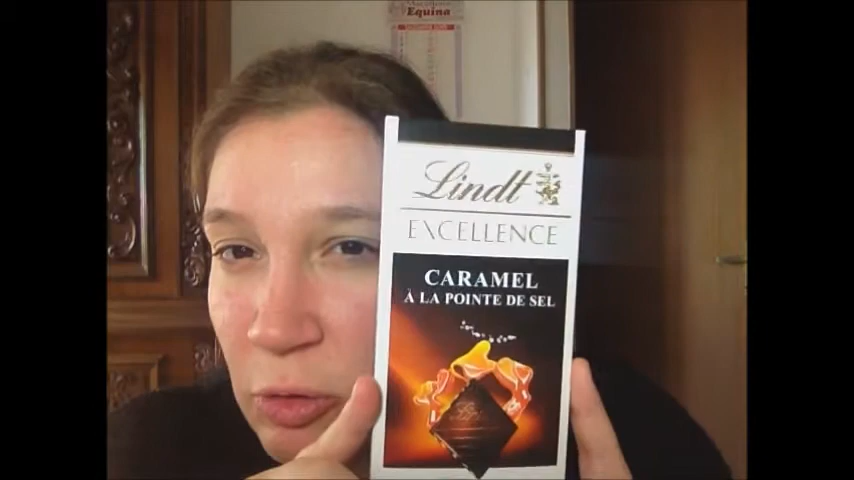 Equina
Lindt
EXCELLENCE
CARAMEL
À LA POINTE DE SEL